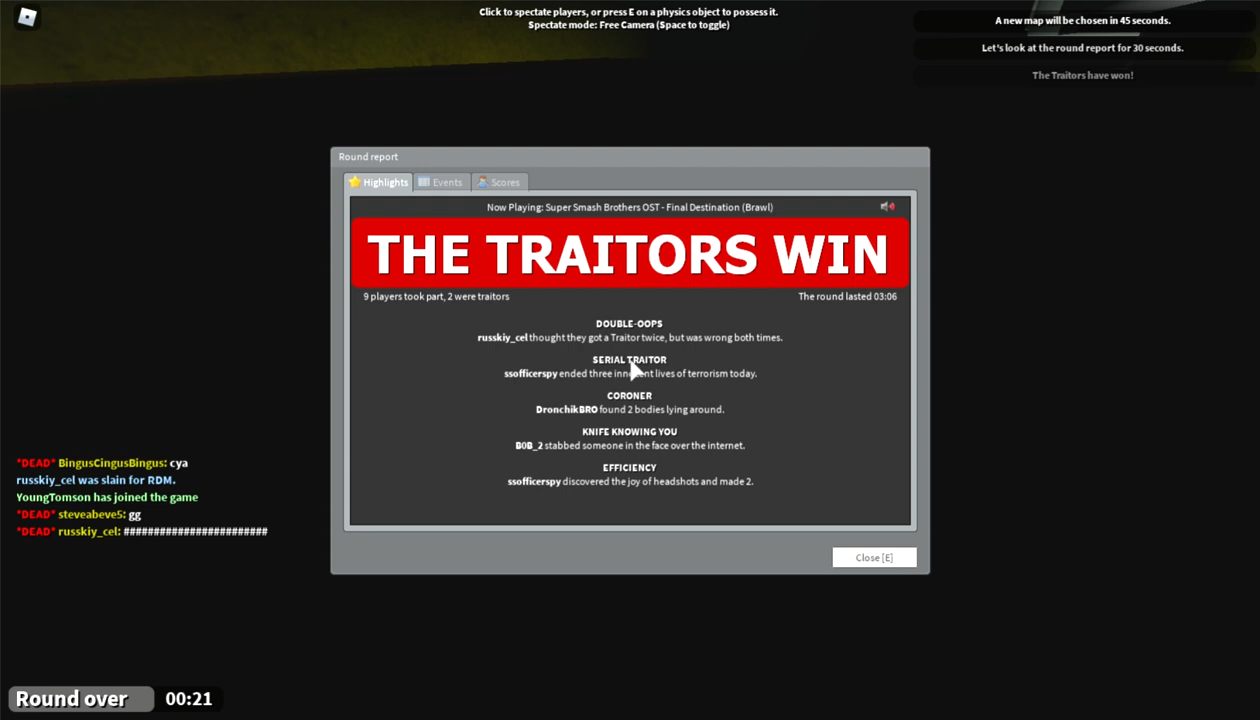 Click to spectate players, or press E on a physics object to possess it.
Spectate mode: Free Camera (Space to toggle)
A new map will be chosen in 45 seconds.
Let's look at the round report for 30 seconds.
The Traitors have won!
Round report
Highlights
Events
Scores
Now Playing: Super Smash Brothers OST - Final Destination (Brawl)
THE TRAITORS WIN
9 players took part, 2 were traitors
The round lasted 03:06
DOUBLE-OOPS
russkiy_cel thought they got a Traitor twice, but was wrong both times.
SERIAL TRAITOR
ssofficerspy ended three innocent lives of terrorism today.
CORONER
DronchikBRO found 2 bodies lying around.
KNIFE KNOWING YOU
B0B_2 stabbed someone in the face over the internet.
EFFICIENCY
ssofficerspy discovered the joy of headshots and made 2.
Close [E]
*DEAD* BingusCingusBingus: cya
russkiy_cel was slain for RDM.
YoungTomson has joined the game
*DEAD* steveabeve5: gg
*DEAD* russkiy_cel: ########################
Round over 00:21